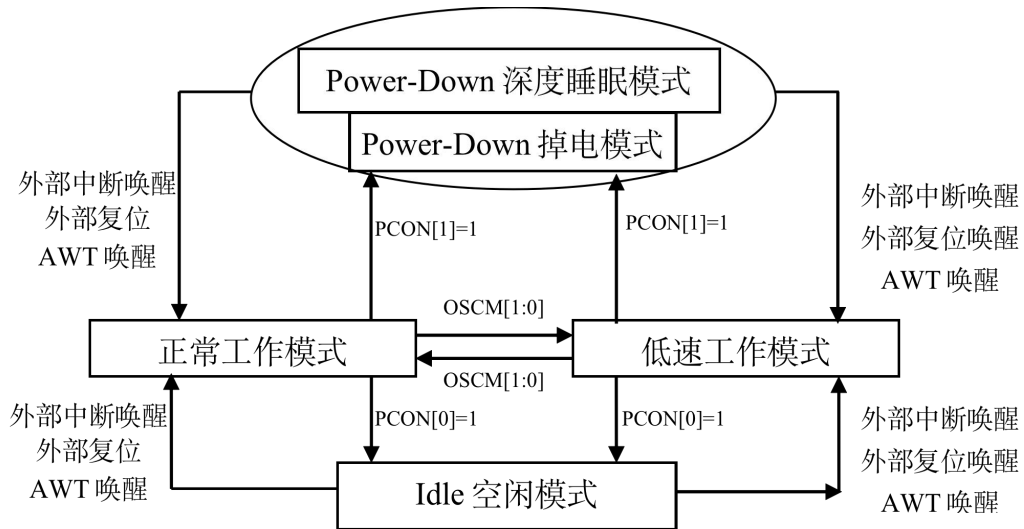 Power-Down 深度睡眠模式
Power-Down 掉电模式
外部中断唤醒
外部复位
AWT 唤醒
PCON[1]=1
PCON[1]=1
外部中断唤醒
外部复位唤醒
AWT 唤醒
OSCM[1:0]
正常工作模式
低速工作模式
OSCM[1:0]
外部中断唤醒
外部复位
AWT 唤醒
PCON[0]=1
PCON[0]=1
外部中断唤醒
外部复位唤醒
AWT 唤醒
Idle 空闲模式